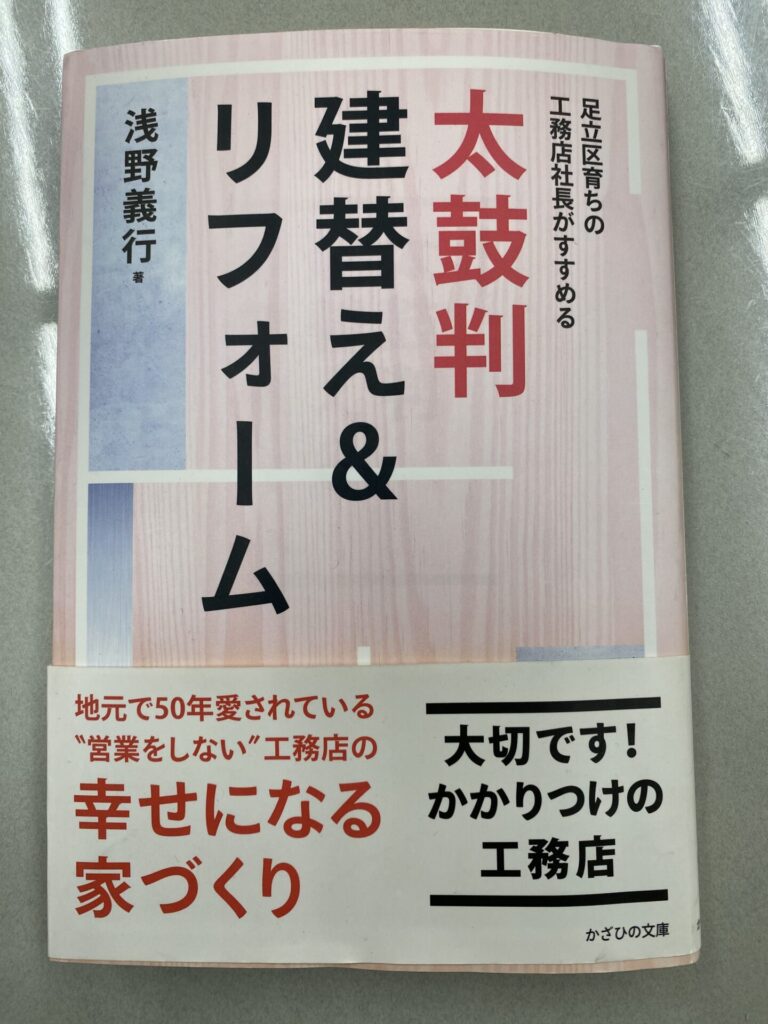 足立区育ちの
工務店社長がすすめる
太鼓判
建替え&
リフォーム
浅野義行 著
地元で50年愛されている
〝営業をしない〟工務店の
幸せになる
家づくり
大切です!
かかりつけの
工務店
かざひの文庫